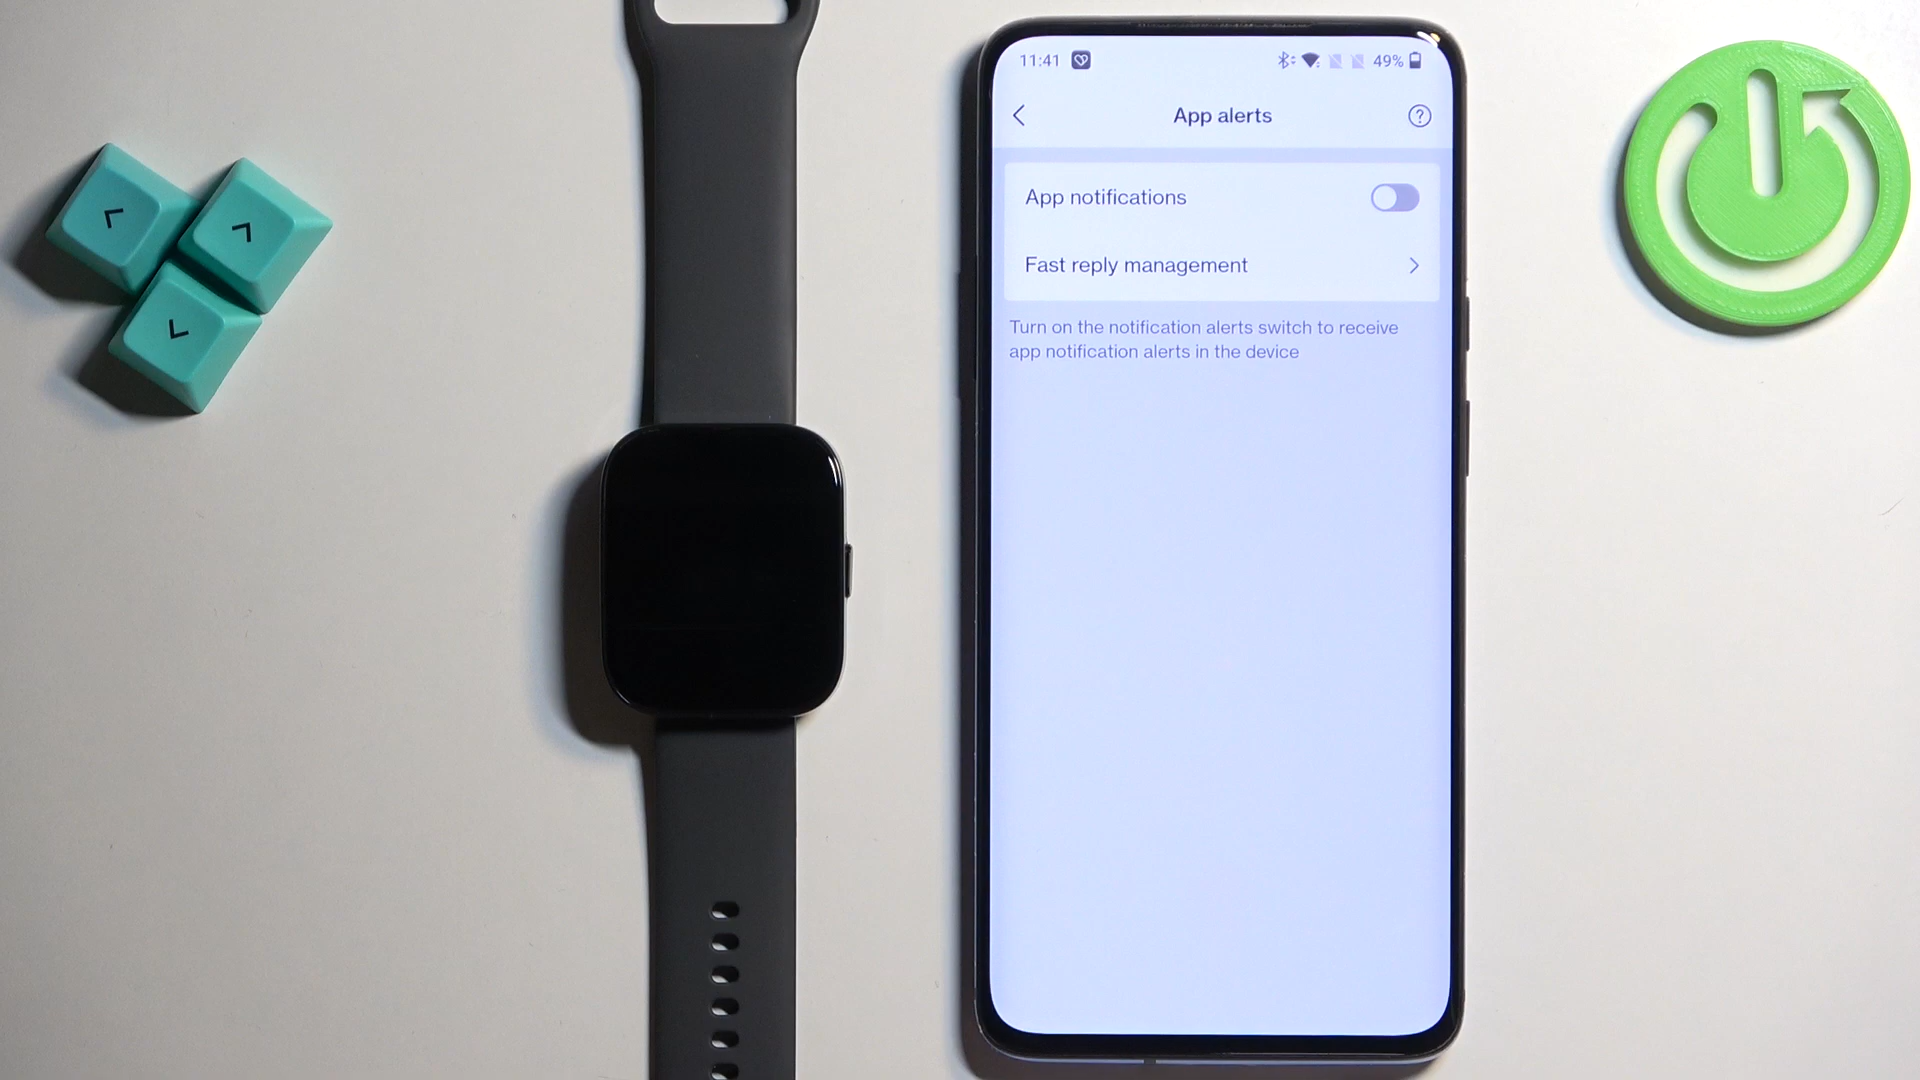 11:41
49%
App alerts
App notifications
Fast reply management
Turn on the notification alerts switch to receive
app notification alerts in the device